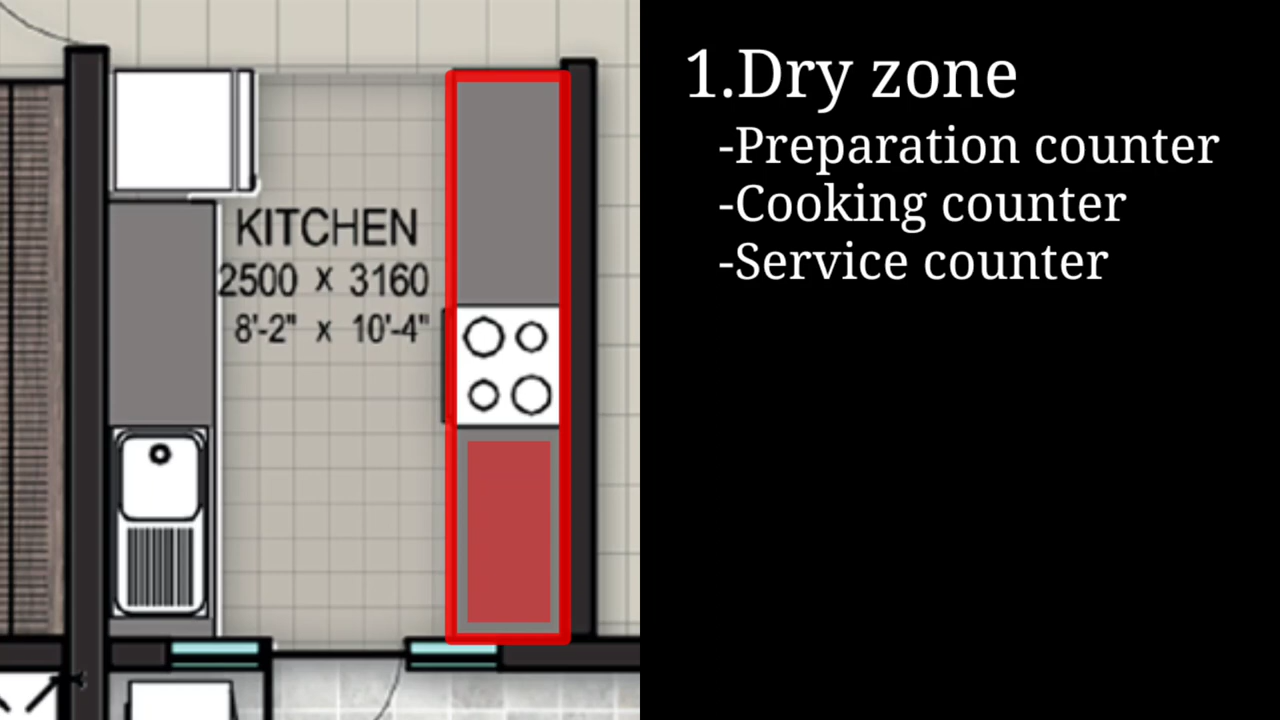 KITCHEN
2500 x 3160
8'-2" x 10'-4"
1.Dry zone
-Preparation counter
-Cooking counter
-Service counter